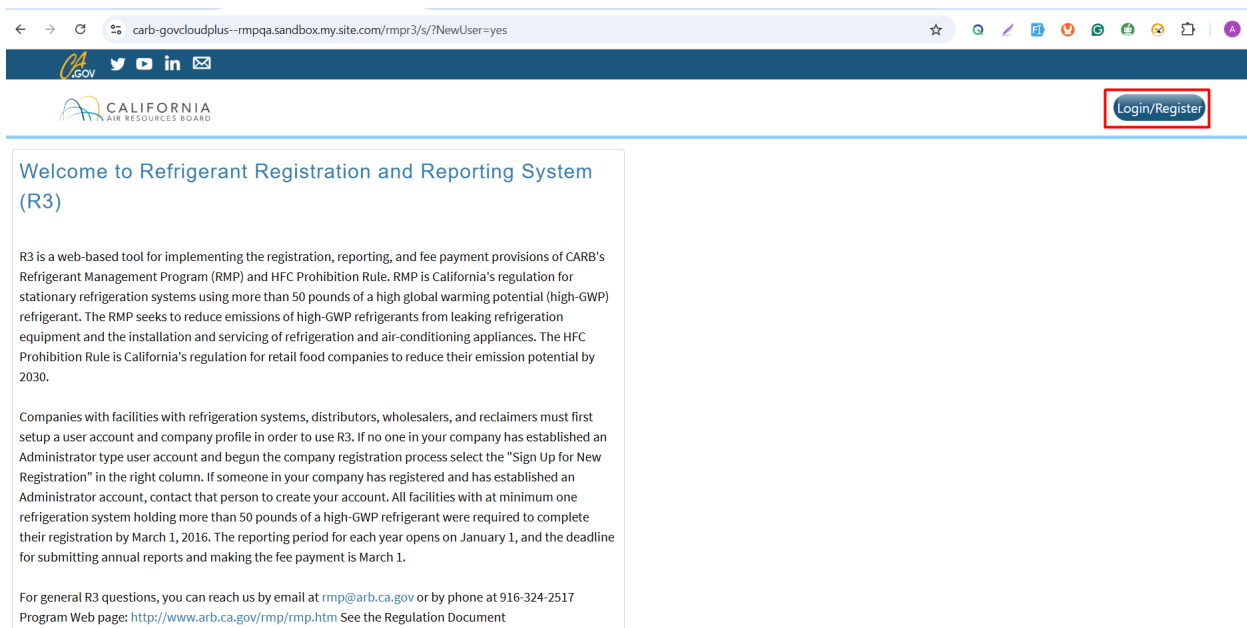 carb-govcloudplus--rmpqa.sandbox.my.site.com/rmpr3/s/?NewUser=yes
A
CA
.GOV
in
CALIFORNIA
AIR RESOURCES BOARD
Login/Register
Welcome to Refrigerant Registration and Reporting System
(R3)
R3 is a web-based tool for implementing the registration, reporting, and fee payment provisions of CARB's
Refrigerant Management Program (RMP) and HFC Prohibition Rule. RMP is California's regulation for
stationary refrigeration systems using more than 50 pounds of a high global warming potential (high-GWP)
refrigerant. The RMP seeks to reduce emissions of high-GWP refrigerants from leaking refrigeration
equipment and the installation and servicing of refrigeration and air-conditioning appliances. The HFC
Prohibition Rule is California's regulation for retail food companies to reduce their emission potential by
2030.
Companies with facilities with refrigeration systems, distributors, wholesalers, and reclaimers must first
setup a user account and company profile in order to use R3. If no one in your company has established an
Administrator type user account and begun the company registration process select the "Sign Up for New
Registration" in the right column. If someone in your company has registered and has established an
Administrator account, contact that person to create your account. All facilities with at minimum one
refrigeration system holding more than 50 pounds of a high-GWP refrigerant were required to complete
their registration by March 1, 2016. The reporting period for each year opens on January 1, and the deadline
for submitting annual reports and making the fee payment is March 1.
For general R3 questions, you can reach us by email at rmp@arb.ca.gov or by phone at 916-324-2517
Program Web page: http://www.arb.ca.gov/rmp/rmp.htm See the Regulation Document